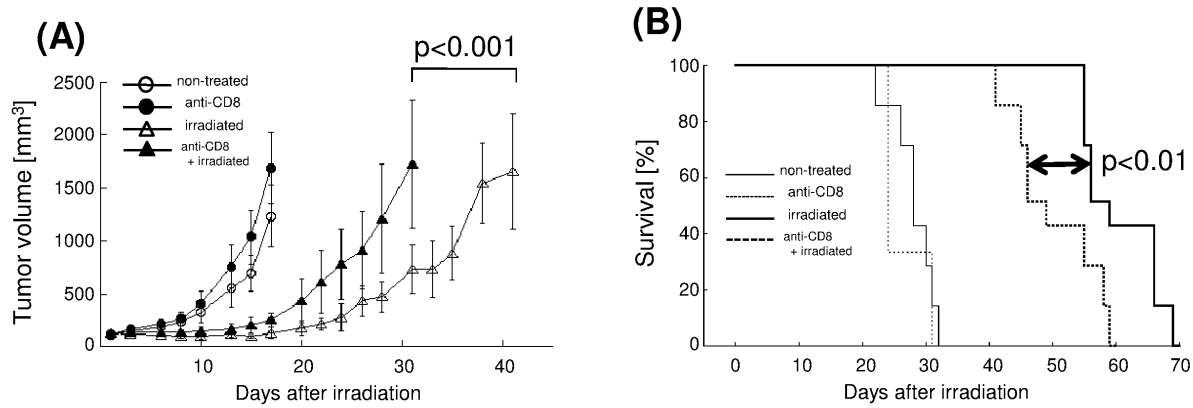 (A)
p<0.001
2500
2000
1500
1000
500
0
Tumor volume [mm³]
non-treated
anti-CD8
irradiated
anti-CD8
+ irradiated
10
20
30
40
Days after irradiation
(B)
100
80
60
40
20
0
Survival [%]
p<0.01
non-treated
anti-CD8
irradiated
anti-CD8
+ irradiated
0
10
20
30
40
50
60
70
Days after irradiation